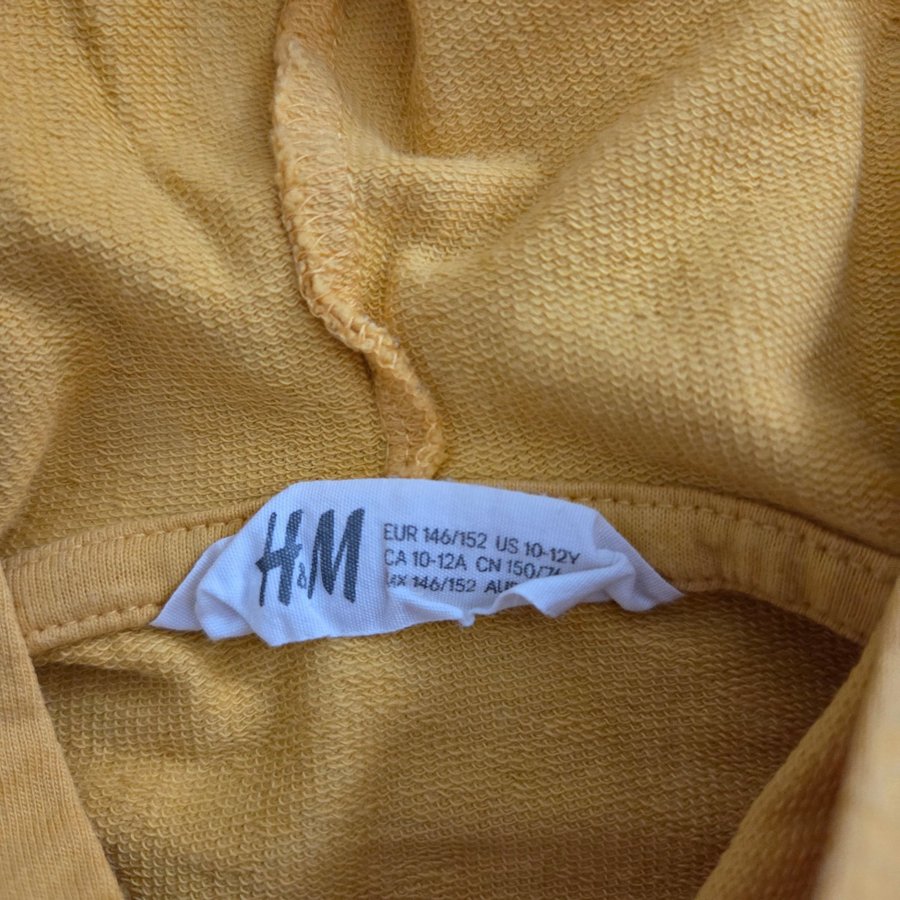 H&M
EUR 146/152 US 10-12Y
CA 10-12A CN 150/
146/152